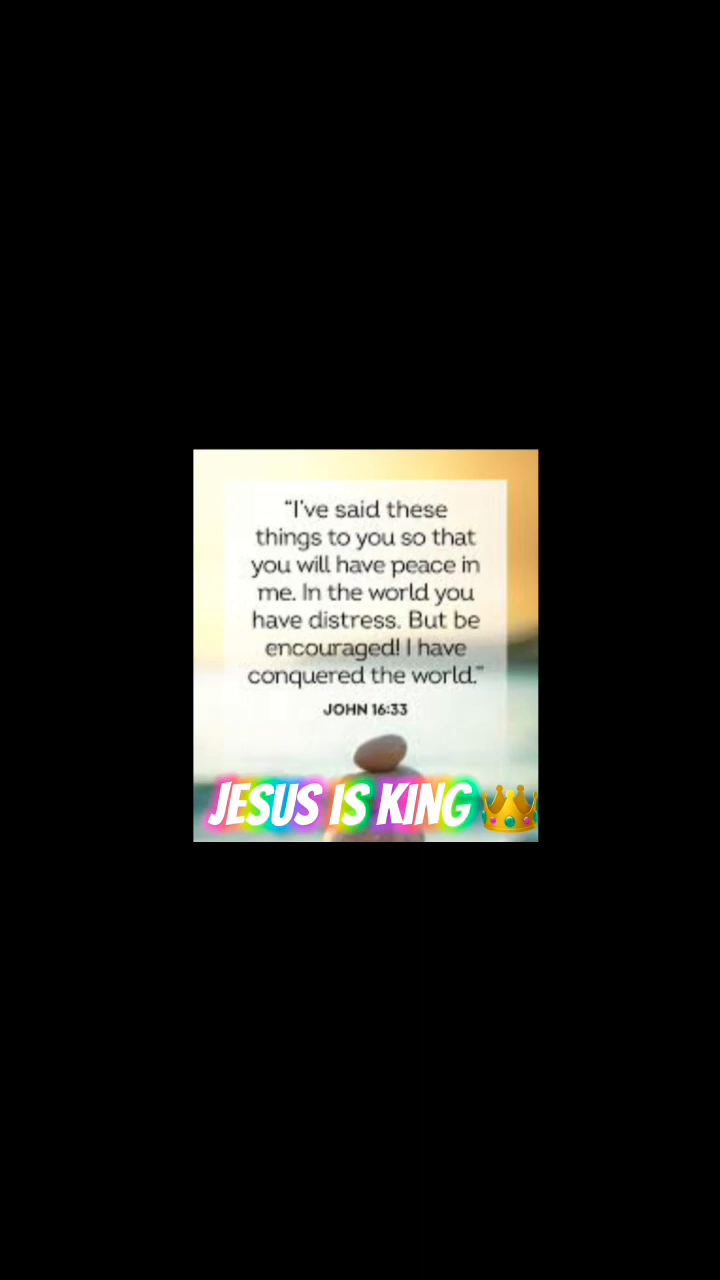 “I’ve said these
things to you so that
you will have peace in
me. In the world you
have distress. But be
encouraged! I have
conquered the world.”
JOHN 16:33
JESUS IS KING 👑